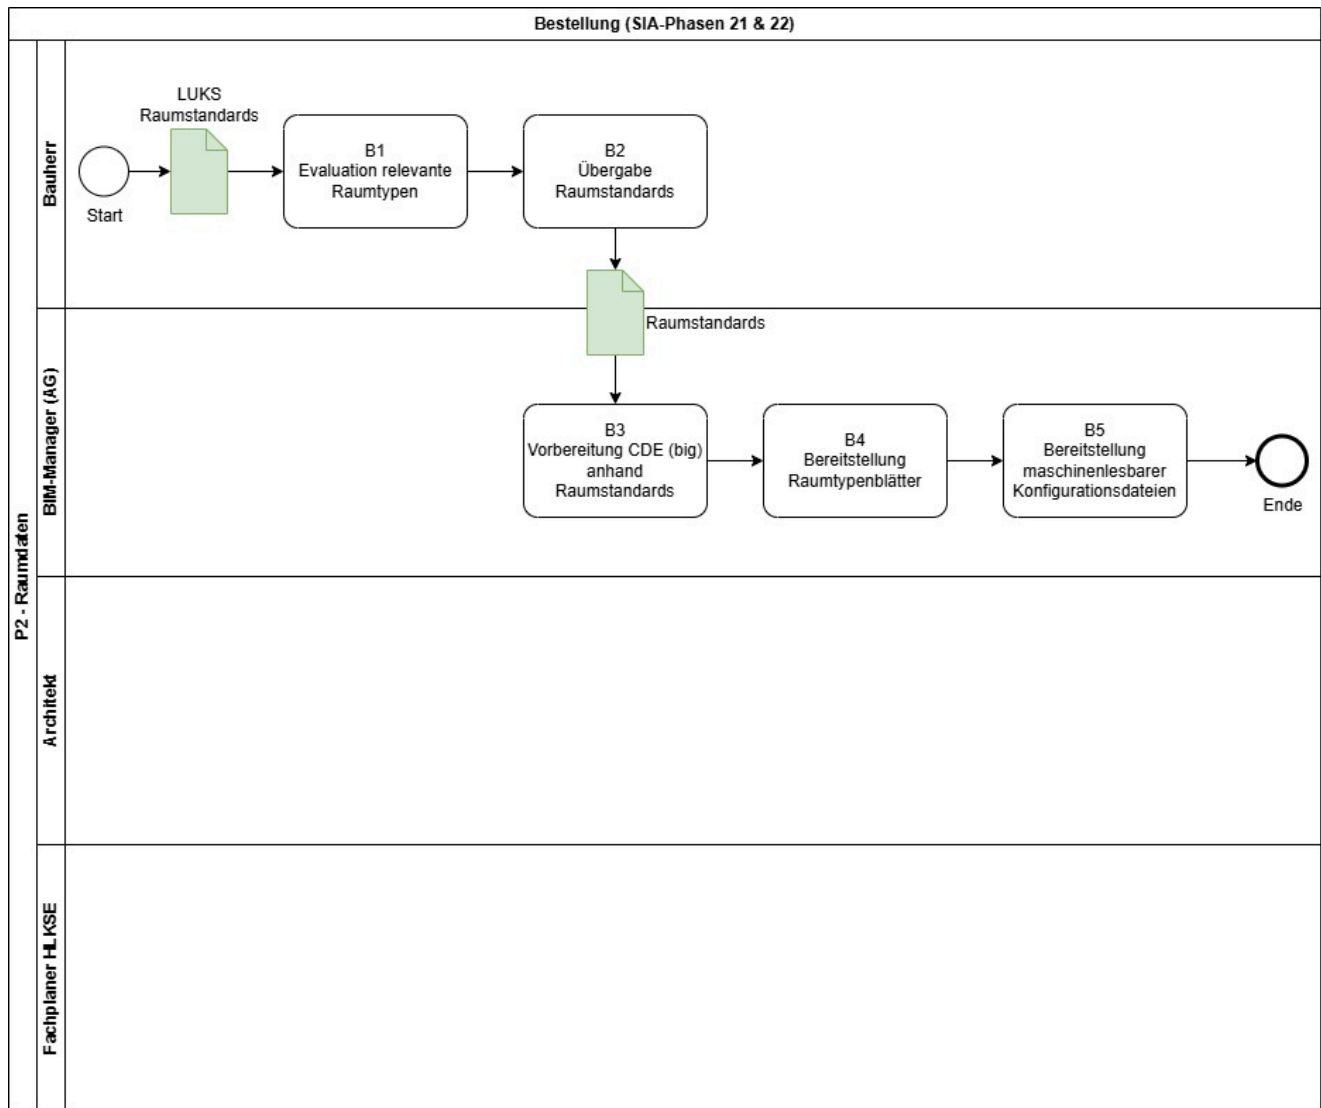 Bestellung (SIA-Phasen 21 & 22)
P2 - Raumdaten
Bauherr
LUKS
Raumstandards
Start
B1
Evaluation relevante
Raumtypen
B2
Übergabe
Raumstandards
Raumstandards
BIM-Manager (AG)
B3
Vorbereitung CDE (big)
anhand
Raumstandards
B4
Bereitstellung
Raumtypenblätter
B5
Bereitstellung
maschinenlesbarer
Konfigurationsdateien
Ende
Architekt
Fachplaner HLKSE